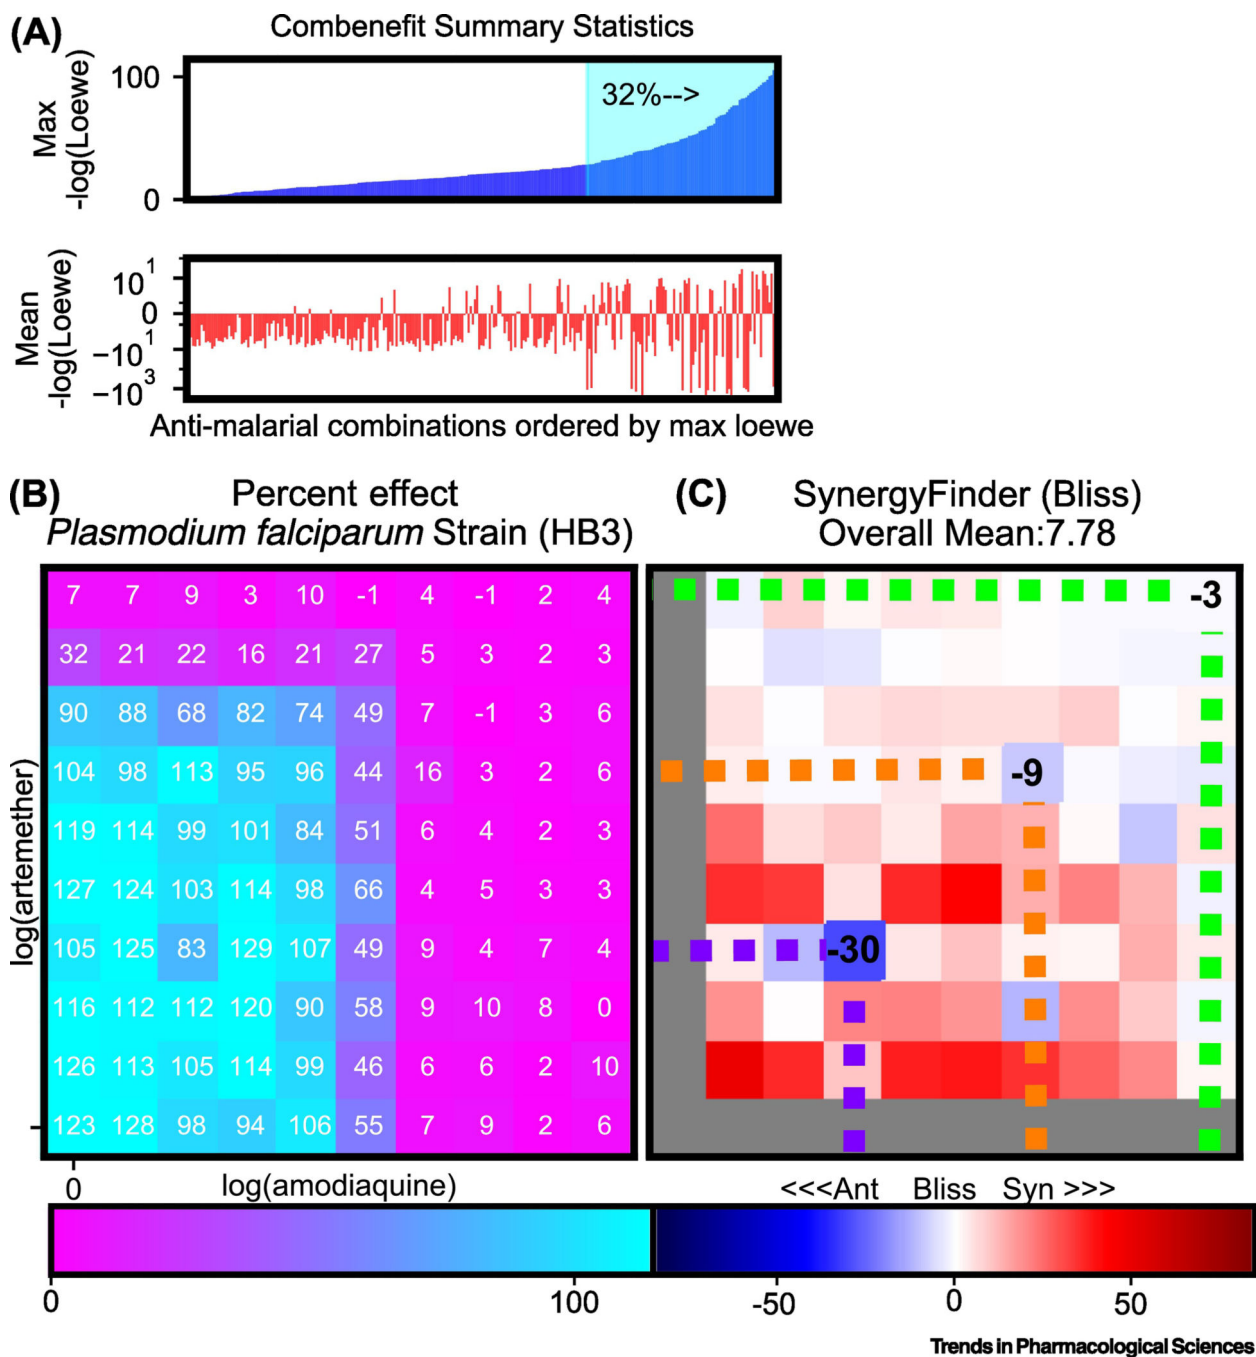 (A)
Combenefit Summary Statistics
Max
-log(Loewe)
100
0
32%-->
Mean
-log(Loewe)
10^1
0
−10^1
−10^3
Anti-malarial combinations ordered by max loewe
(B)
Percent effect
Plasmodium falciparum Strain (HB3)
log(artemether)
7 7 9 3 10 -1 4 -1 2 4
32 21 22 16 21 27 5 3 2 3
90 88 68 82 74 49 7 -1 3 6
104 98 113 95 96 44 16 3 2 6
119 114 99 101 84 51 6 4 2 3
127 124 103 114 98 66 4 5 3 3
105 125 83 129 107 49 9 4 7 4
116 112 112 120 90 58 9 10 8 0
126 113 105 114 99 46 6 6 2 10
123 128 98 94 106 55 7 9 2 6
0
log(amodiaquine)
0
100
(C)
SynergyFinder (Bliss)
Overall Mean:7.78
-3
-9
-30
<<<Ant Bliss Syn >>>
-50
0
50
Trends in Pharmacological Sciences